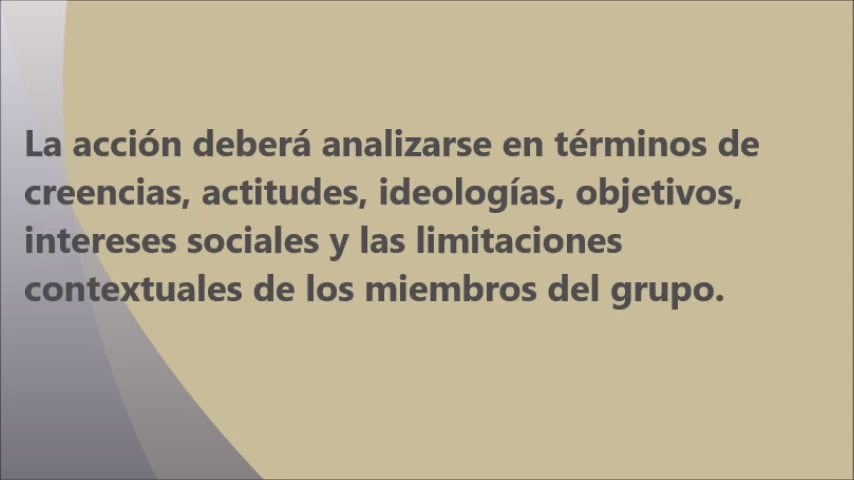 La acción deberá analizarse en términos de
creencias, actitudes, ideologías, objetivos,
intereses sociales y las limitaciones
contextuales de los miembros del grupo.